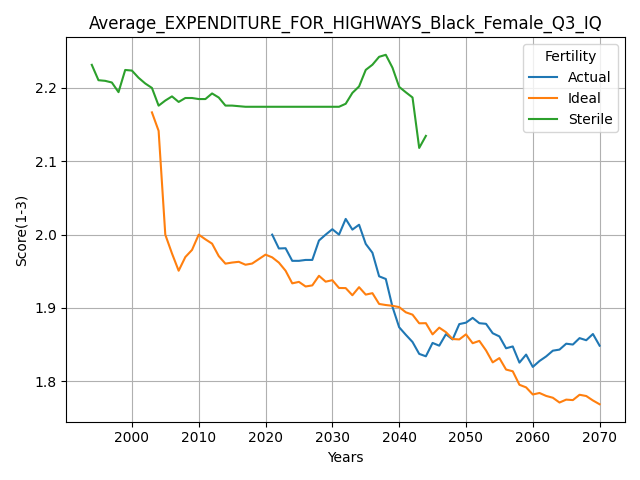 Average_EXPENDITURE_FOR_HIGHWAYS_Black_Female_Q3_IQ
Fertility
Actual
Ideal
Sterile
Score(1-3)
2.2
2.1
2.0
1.9
1.8
2000 2010 2020 2030 2040 2050 2060 2070
Years